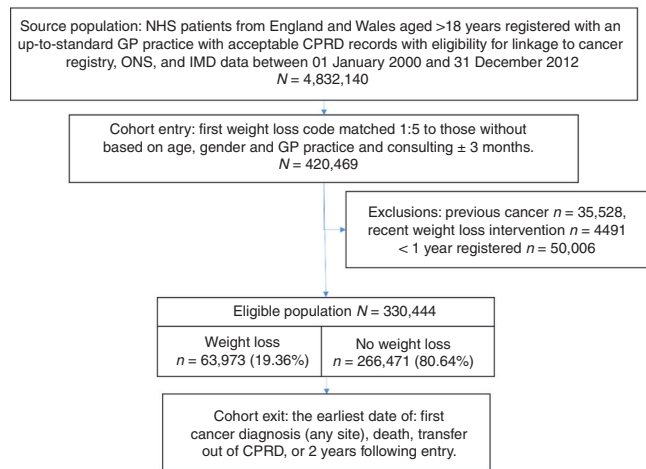 Source population: NHS patients from England and Wales aged >18 years registered with an
up-to-standard GP practice with acceptable CPRD records with eligibility for linkage to cancer
registry, ONS, and IMD data between 01 January 2000 and 31 December 2012
N = 4,832,140
Cohort entry: first weight loss code matched 1:5 to those without
based on age, gender and GP practice and consulting ± 3 months.
N = 420,469
Exclusions: previous cancer n = 35,528,
recent weight loss intervention n = 4491
< 1 year registered n = 50,006
Eligible population N = 330,444
Weight loss
n = 63,973 (19.36%)
No weight loss
n = 266,471 (80.64%)
Cohort exit: the earliest date of: first
cancer diagnosis (any site), death, transfer
out of CPRD, or 2 years following entry.